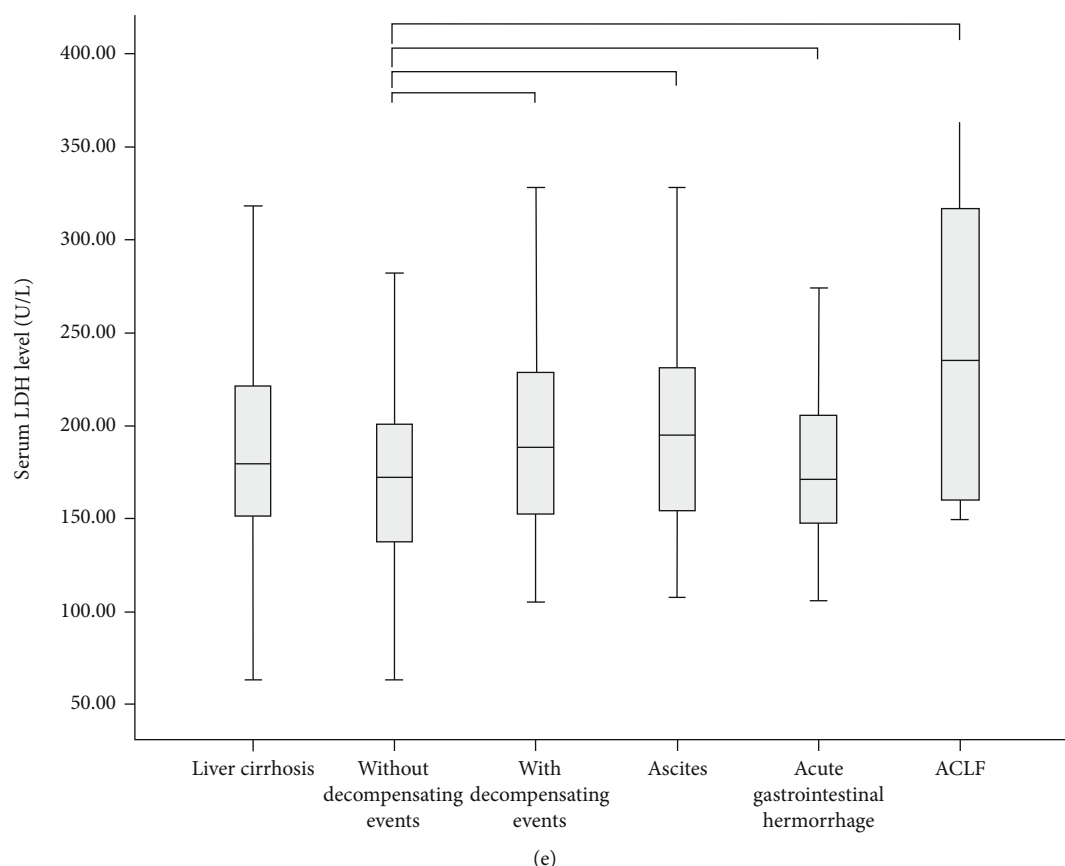 400.00
350.00
300.00
250.00
200.00
150.00
100.00
50.00
Serum LDH level (U/L)
Liver cirrhosis
Without
decompensating
events
With
decompensating
events
Ascites
Acute
gastrointestinal
hermorrhage
ACLF
(e)